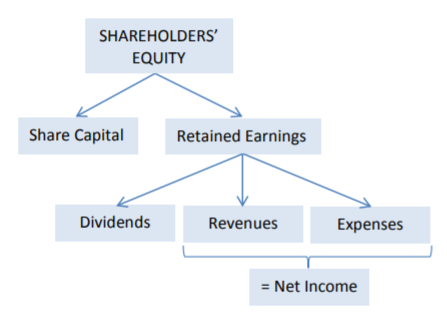 SHAREHOLDERS’
EQUITY
Share Capital
Retained Earnings
Dividends
Revenues
Expenses
= Net Income